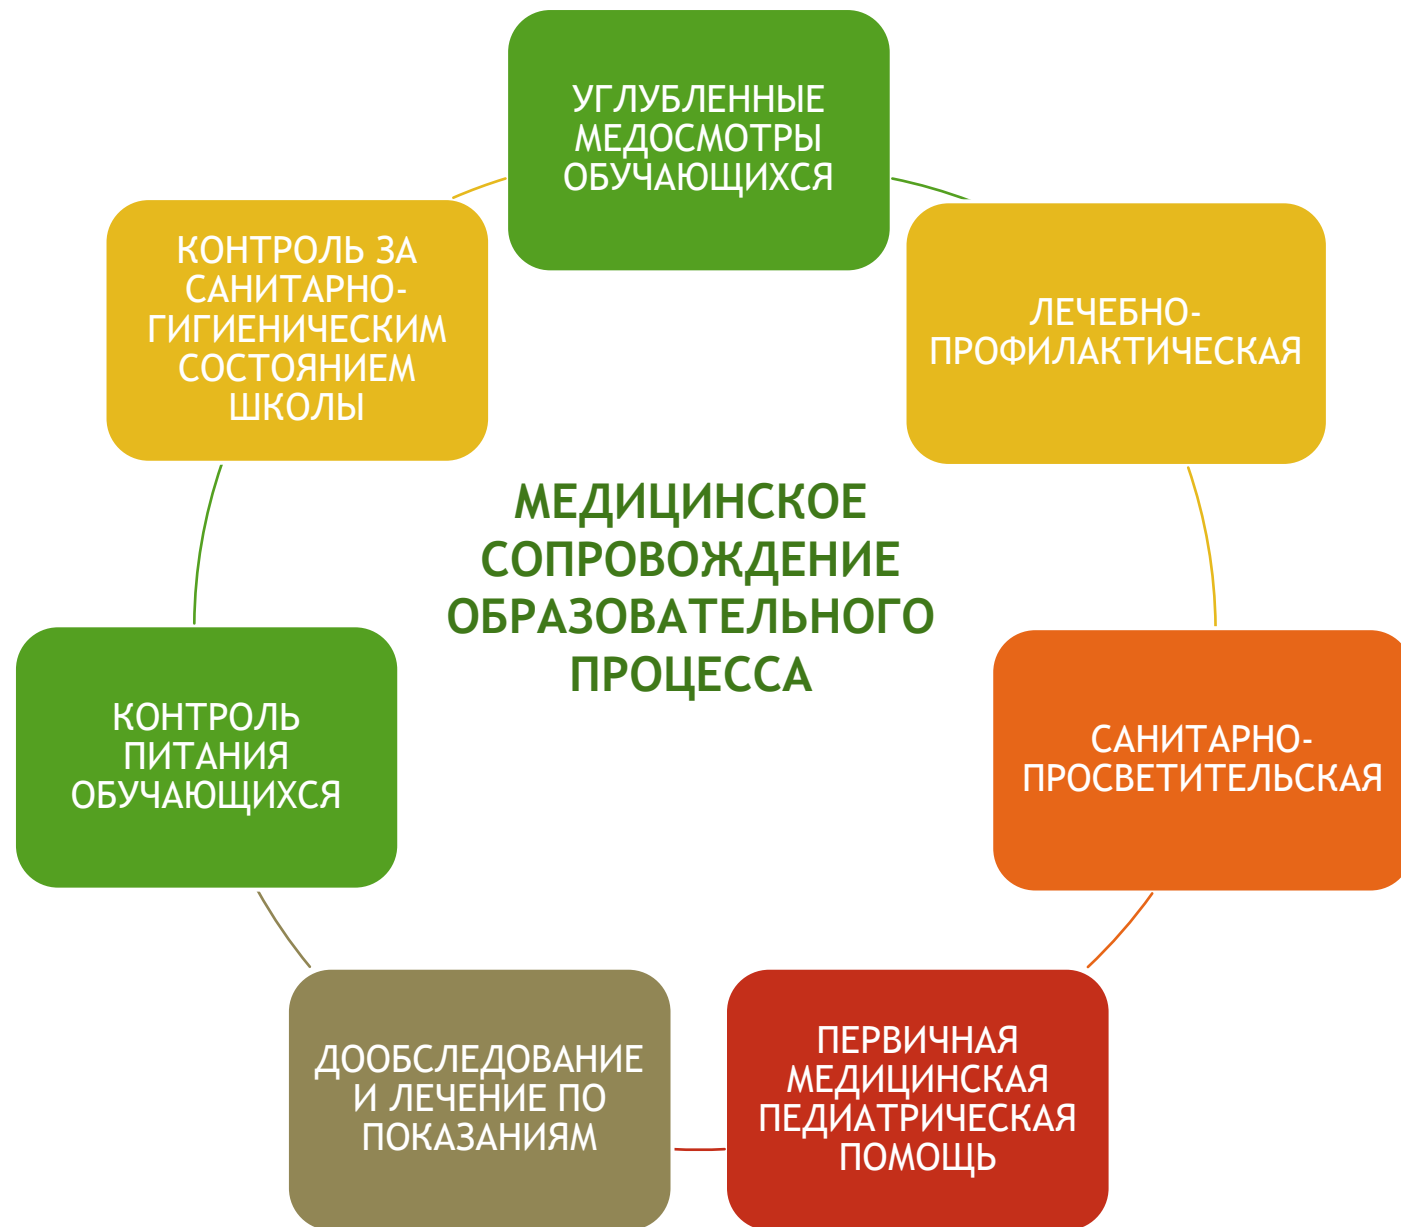 УГЛУБЛЕННЫЕ
МЕДОСМОТРЫ
ОБУЧАЮЩИХСЯ
ЛЕЧЕБНО-
ПРОФИЛАКТИЧЕСКАЯ
САНИТАРНО-
ПРОСВЕТИТЕЛЬСКАЯ
ПЕРВИЧНАЯ
МЕДИЦИНСКАЯ
ПЕДИАТРИЧЕСКАЯ
ПОМОЩЬ
ДООБСЛЕДОВАНИЕ
И ЛЕЧЕНИЕ ПО
ПОКАЗАНИЯМ
КОНТРОЛЬ
ПИТАНИЯ
ОБУЧАЮЩИХСЯ
КОНТРОЛЬ ЗА
САНИТАРНО-
ГИГИЕНИЧЕСКИМ
СОСТОЯНИЕМ
ШКОЛЫ
МЕДИЦИНСКОЕ
СОПРОВОЖДЕНИЕ
ОБРАЗОВАТЕЛЬНОГО
ПРОЦЕССА